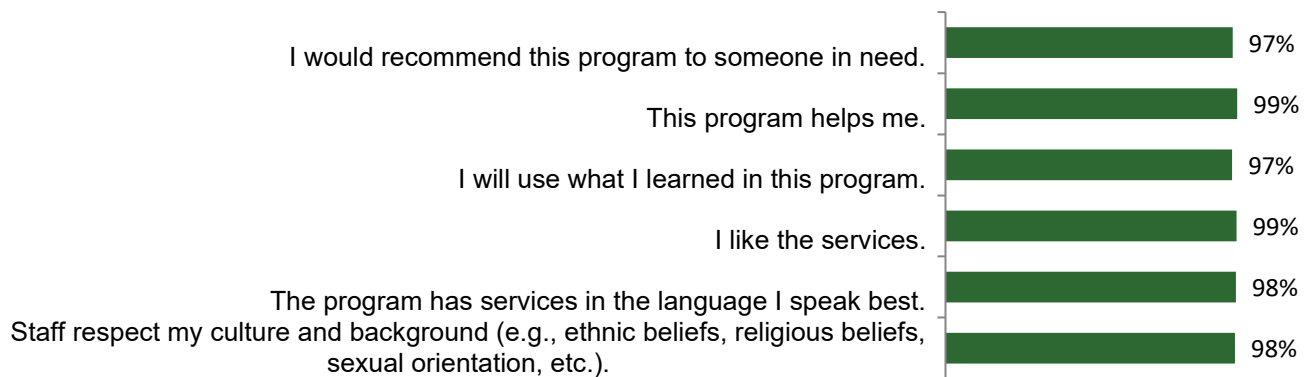 I would recommend this program to someone in need.
97%
This program helps me.
99%
I will use what I learned in this program.
97%
I like the services.
99%
The program has services in the language I speak best.
98%
Staff respect my culture and background (e.g., ethnic beliefs, religious beliefs,
sexual orientation, etc.).
98%